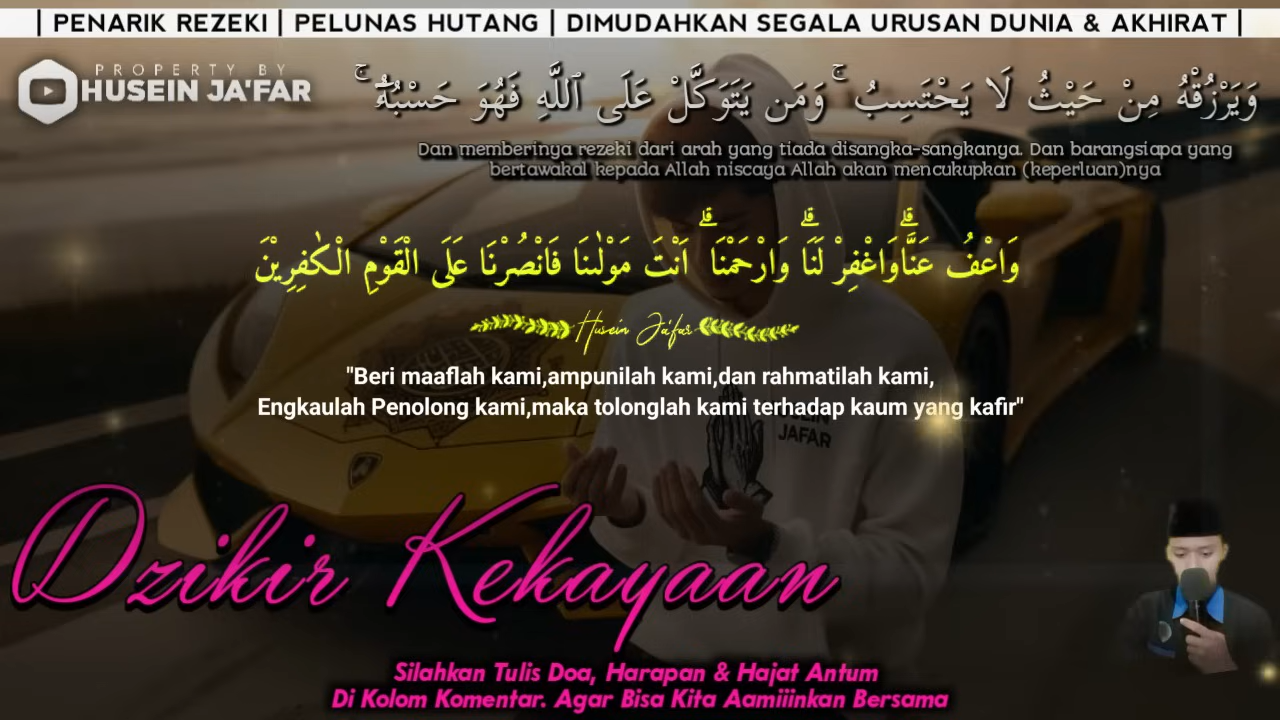 | PENARIK REZEKI | PELUNAS HUTANG | DIMUDAHKAN SEGALA URUSAN DUNIA & AKHIRAT |
PROPERTY BY
HUSEIN JA'FAR
وَيَرْزُقْهُ مِنْ حَيْثُ لَا يَحْتَسِبُ ۚ وَمَن يَتَوَكَّلْ عَلَى ٱللَّهِ فَهُوَ حَسْبُهُۥٓ ۚ
Dan memberinya rezeki dari arah yang tiada disangka-sangkanya. Dan barangsiapa yang
bertawakal kepada Allah niscaya Allah akan mencukupkan (keperluan)nya
وَاعْفُ عَنَّاۗ وَاغْفِرْ لَنَاۗ وَارْحَمْنَا ۗ اَنْتَ مَوْلٰىنَا فَانْصُرْنَا عَلَى الْقَوْمِ الْكٰفِرِيْنَ
Husein Ja'far
"Beri maaflah kami,ampunilah kami,dan rahmatilah kami,
Engkaulah Penolong kami,maka tolonglah kami terhadap kaum yang kafir"
HUSEIN
JAFAR
Dzikir Kekayaan
Silahkan Tulis Doa, Harapan & Hajat Antum
Di Kolom Komentar. Agar Bisa Kita Aamiiinkan Bersama